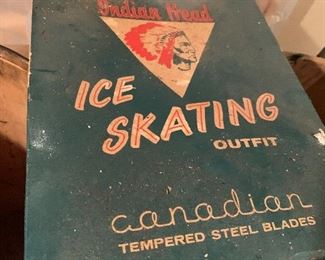 Indian Head
ICE
SKATING
OUTFIT
canadian
TEMPERED STEEL BLADES